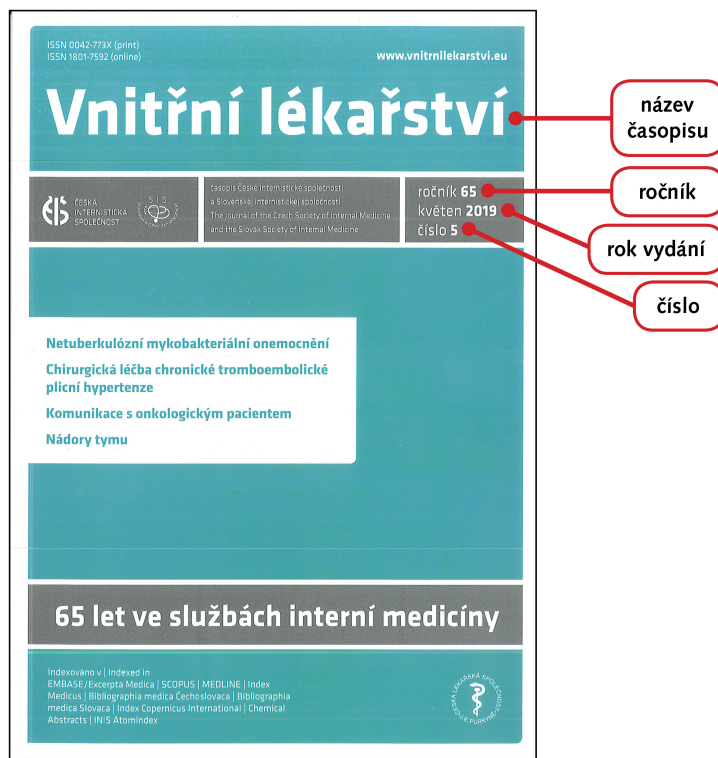 ISSN 0042-773X (print)
ISSN 1801-7592 (online)
www.vnitrnilekarstvi.eu
Vnitřní lékařství
název
časopisu
ČESKÁ
INTERNISTICKÁ
SPOLEČNOST
S I S
časopis České internistické společnosti
a Slovenskej internistickej spoločnosti
The journal of the Czech Society of Internal Medicine
and the Slovak Society of Internal Medicine
ročník 65
květen 2019
číslo 5
ročník
rok vydání
číslo
Netuberkulózní mykobakteriální onemocnění
Chirurgická léčba chronické tromboembolické
plicní hypertenze
Komunikace s onkologickým pacientem
Nádory tymu
65 let ve službách interní medicíny
Indexováno v | Indexed in
EMBASE/Excerpta Medica | SCOPUS | MEDLINE | Index
Medicus | Bibliographia medica Čechoslovaca | Bibliographia
medica Slovaca | Index Copernicus International | Chemical
Abstracts | INIS Atomindex
ČESKÁ LÉKAŘSKÁ SPOLEČNOST
J. E. PURKYNĚ